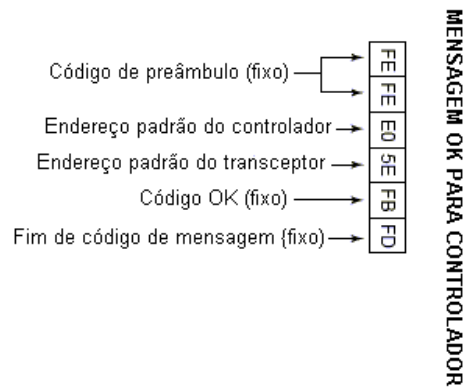 MENSAGEM OK PARA CONTROLADOR
Código de preâmbulo (fixo)
FE
FE
Endereço padrão do controlador
E0
Endereço padrão do transceptor
5E
Código OK (fixo)
FB
Fim de código de mensagem {fixo)
FD